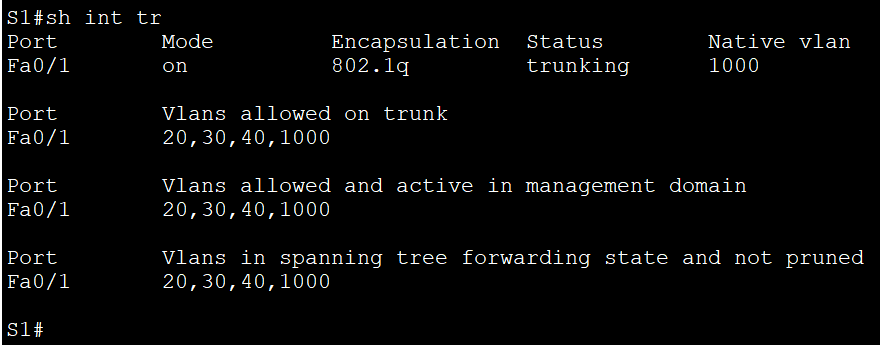 S1#sh int tr
Port        Mode         Encapsulation  Status        Native vlan
Fa0/1       on           802.1q         trunking      1000
Port        Vlans allowed on trunk
Fa0/1       20,30,40,1000
Port        Vlans allowed and active in management domain
Fa0/1       20,30,40,1000
Port        Vlans in spanning tree forwarding state and not pruned
Fa0/1       20,30,40,1000
S1#